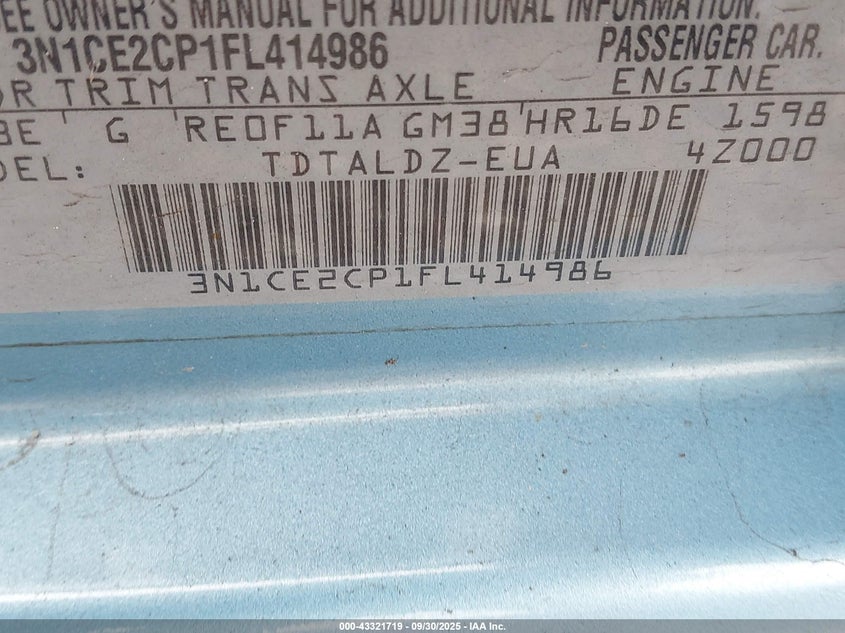 EE OWNER'S MANUAL FOR ADDITIONAL INFORMATION.
3N1CE2CP1FL414986 PASSENGER CAR.
OR TRIM TRANS AXLE ENGINE
BE G RE0F11A GM38 HR16DE 1598
DEL: TDTALDZ-EUA 4Z000
3N1CE2CP1FL414986
000-43321719 - 09/30/2025 - IAA Inc.